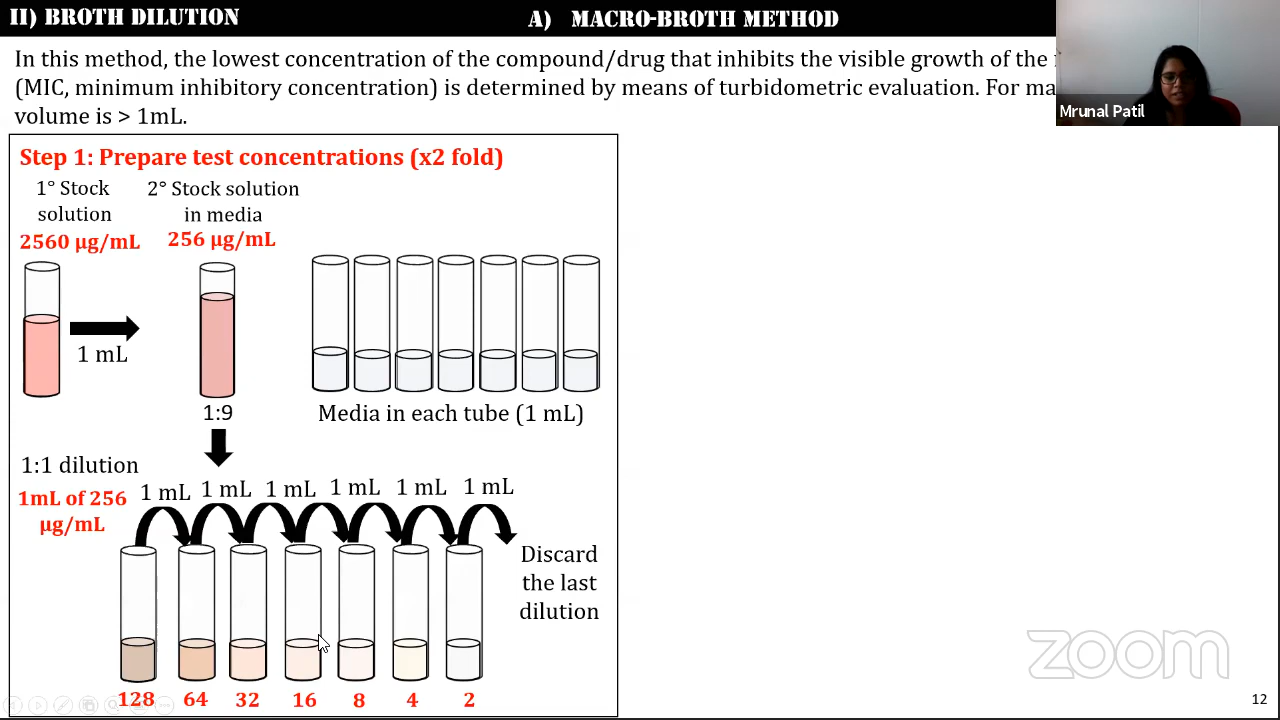 II) BROTH DILUTION
A) MACRO-BROTH METHOD
In this method, the lowest concentration of the compound/drug that inhibits the visible growth of the
(MIC, minimum inhibitory concentration) is determined by means of turbidometric evaluation. For
volume is > 1mL.
Mrunal Patil
Step 1: Prepare test concentrations (x2 fold)
1° Stock
solution
2560 µg/mL
2° Stock solution
in media
256 µg/mL
1 mL
1:9
Media in each tube (1 mL)
1:1 dilution
1mL of 256
µg/mL
1 mL 1 mL 1 mL 1 mL 1 mL 1 mL
Discard
the last
dilution
128 64 32 16 8 4 2
zoom
12